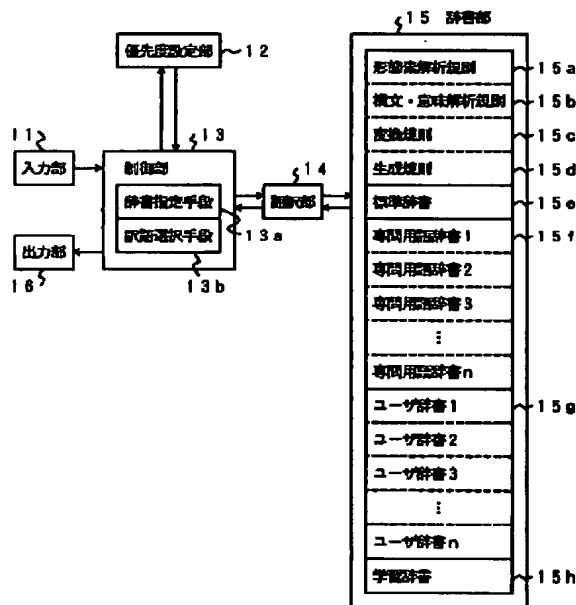 15 辞書部
優先度設定部
12
11
入力部
13
制御部
辞書指定手段
13a
訳語選択手段
13b
14
翻訳部
出力部
16
形態素解析規則
15a
構文・意味解析規則
15b
変換規則
15c
生成規則
15d
標準辞書
15e
専門用語辞書1
15f
専門用語辞書2
専門用語辞書3
⋮
専門用語辞書n
ユーザ辞書1
15g
ユーザ辞書2
ユーザ辞書3
⋮
ユーザ辞書n
学習辞書
15h